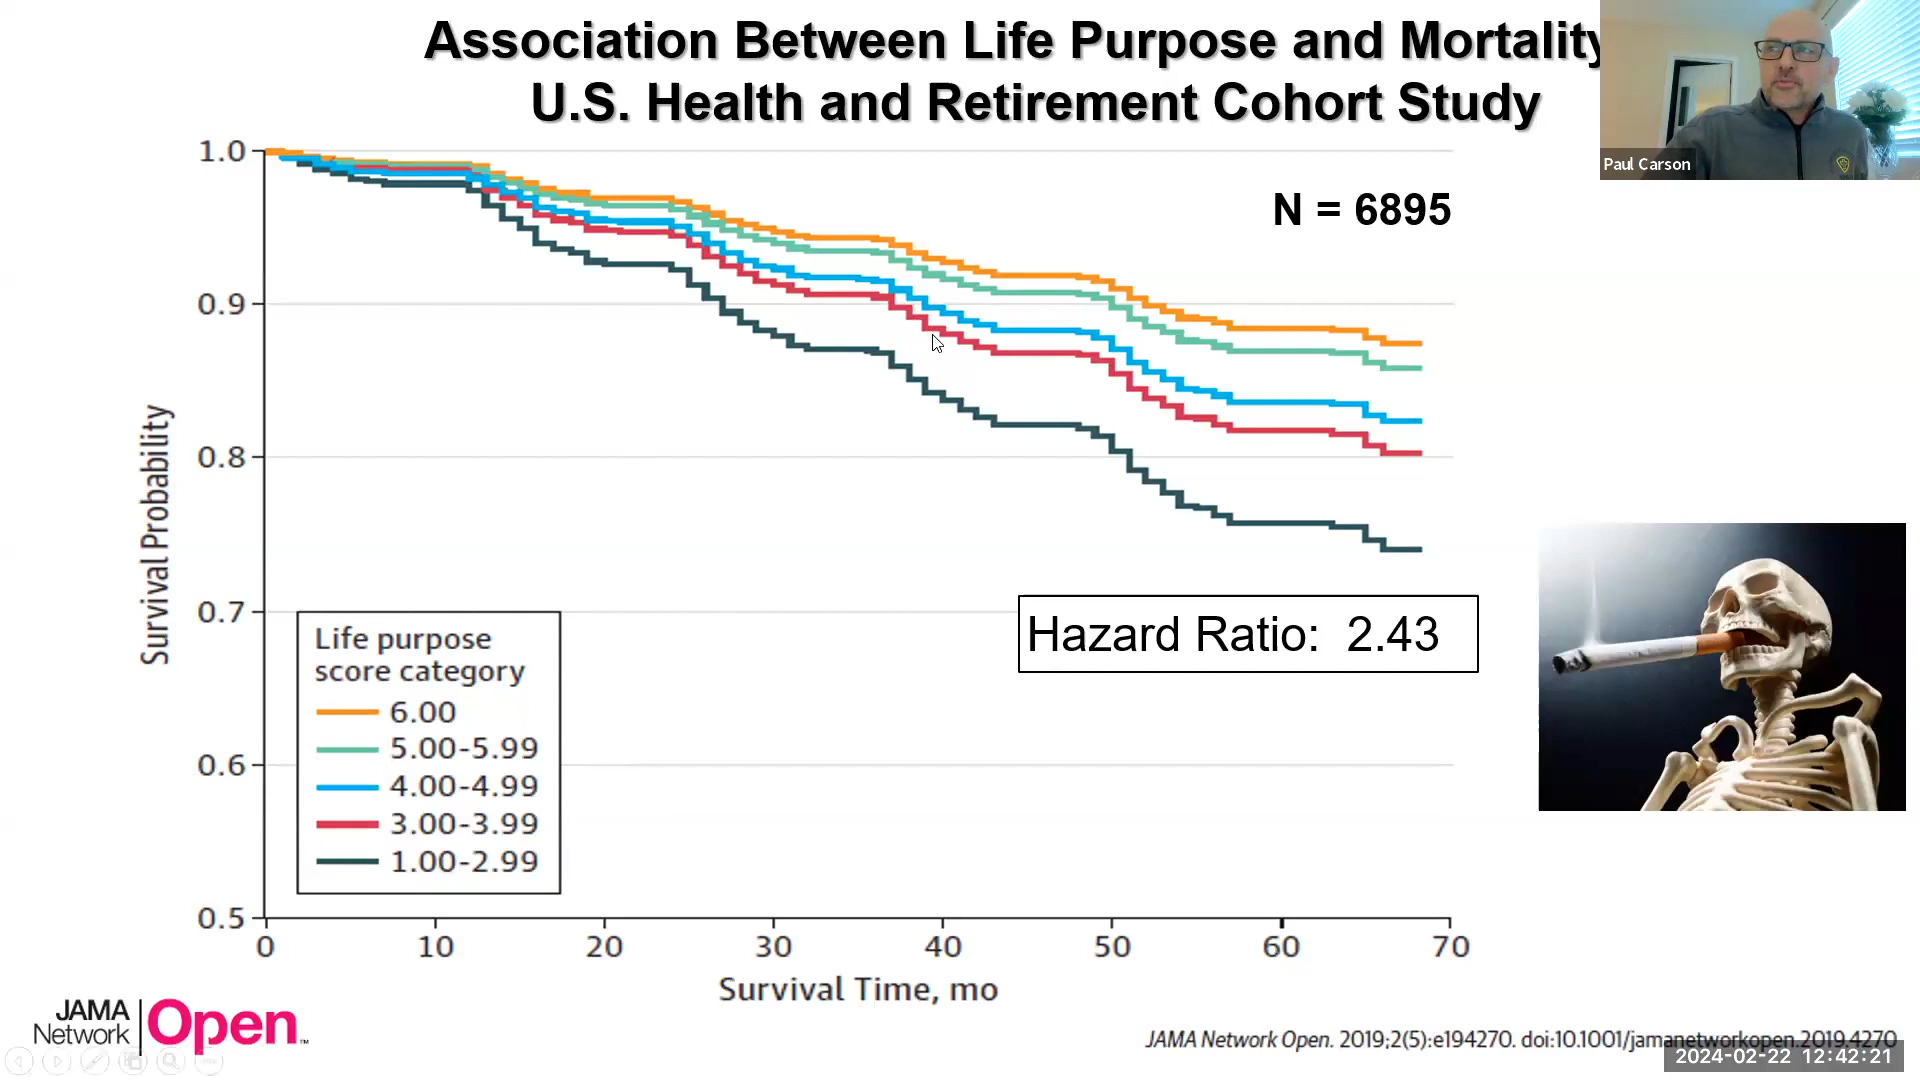 Association Between Life Purpose and Mortality
U.S. Health and Retirement Cohort Study
Paul Carson
N = 6895
1.0
0.9
0.8
0.7
0.6
0.5
Survival Probability
Hazard Ratio: 2.43
Life purpose
score category
6.00
5.00-5.99
4.00-4.99
3.00-3.99
1.00-2.99
0 10 20 30 40 50 60 70
Survival Time, mo
JAMA
Network
Open™
JAMA Network Open. 2019;2(5):e194270. doi:10.1001/jamanetworkopen.2019.4270
2024-02-22 12:42:21